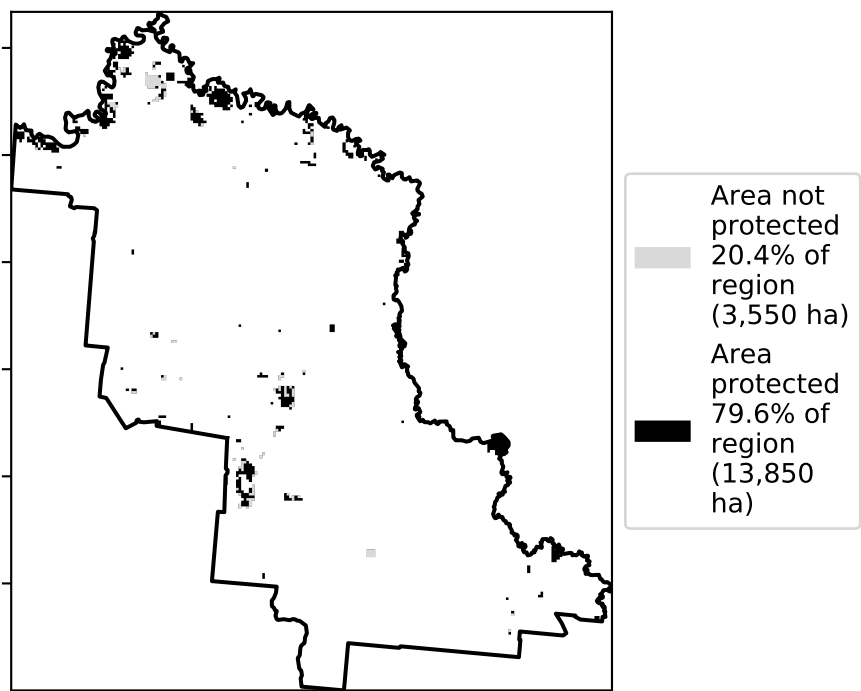 Area not
protected
20.4% of
region
(3,550 ha)
Area
protected
79.6% of
region
(13,850
ha)